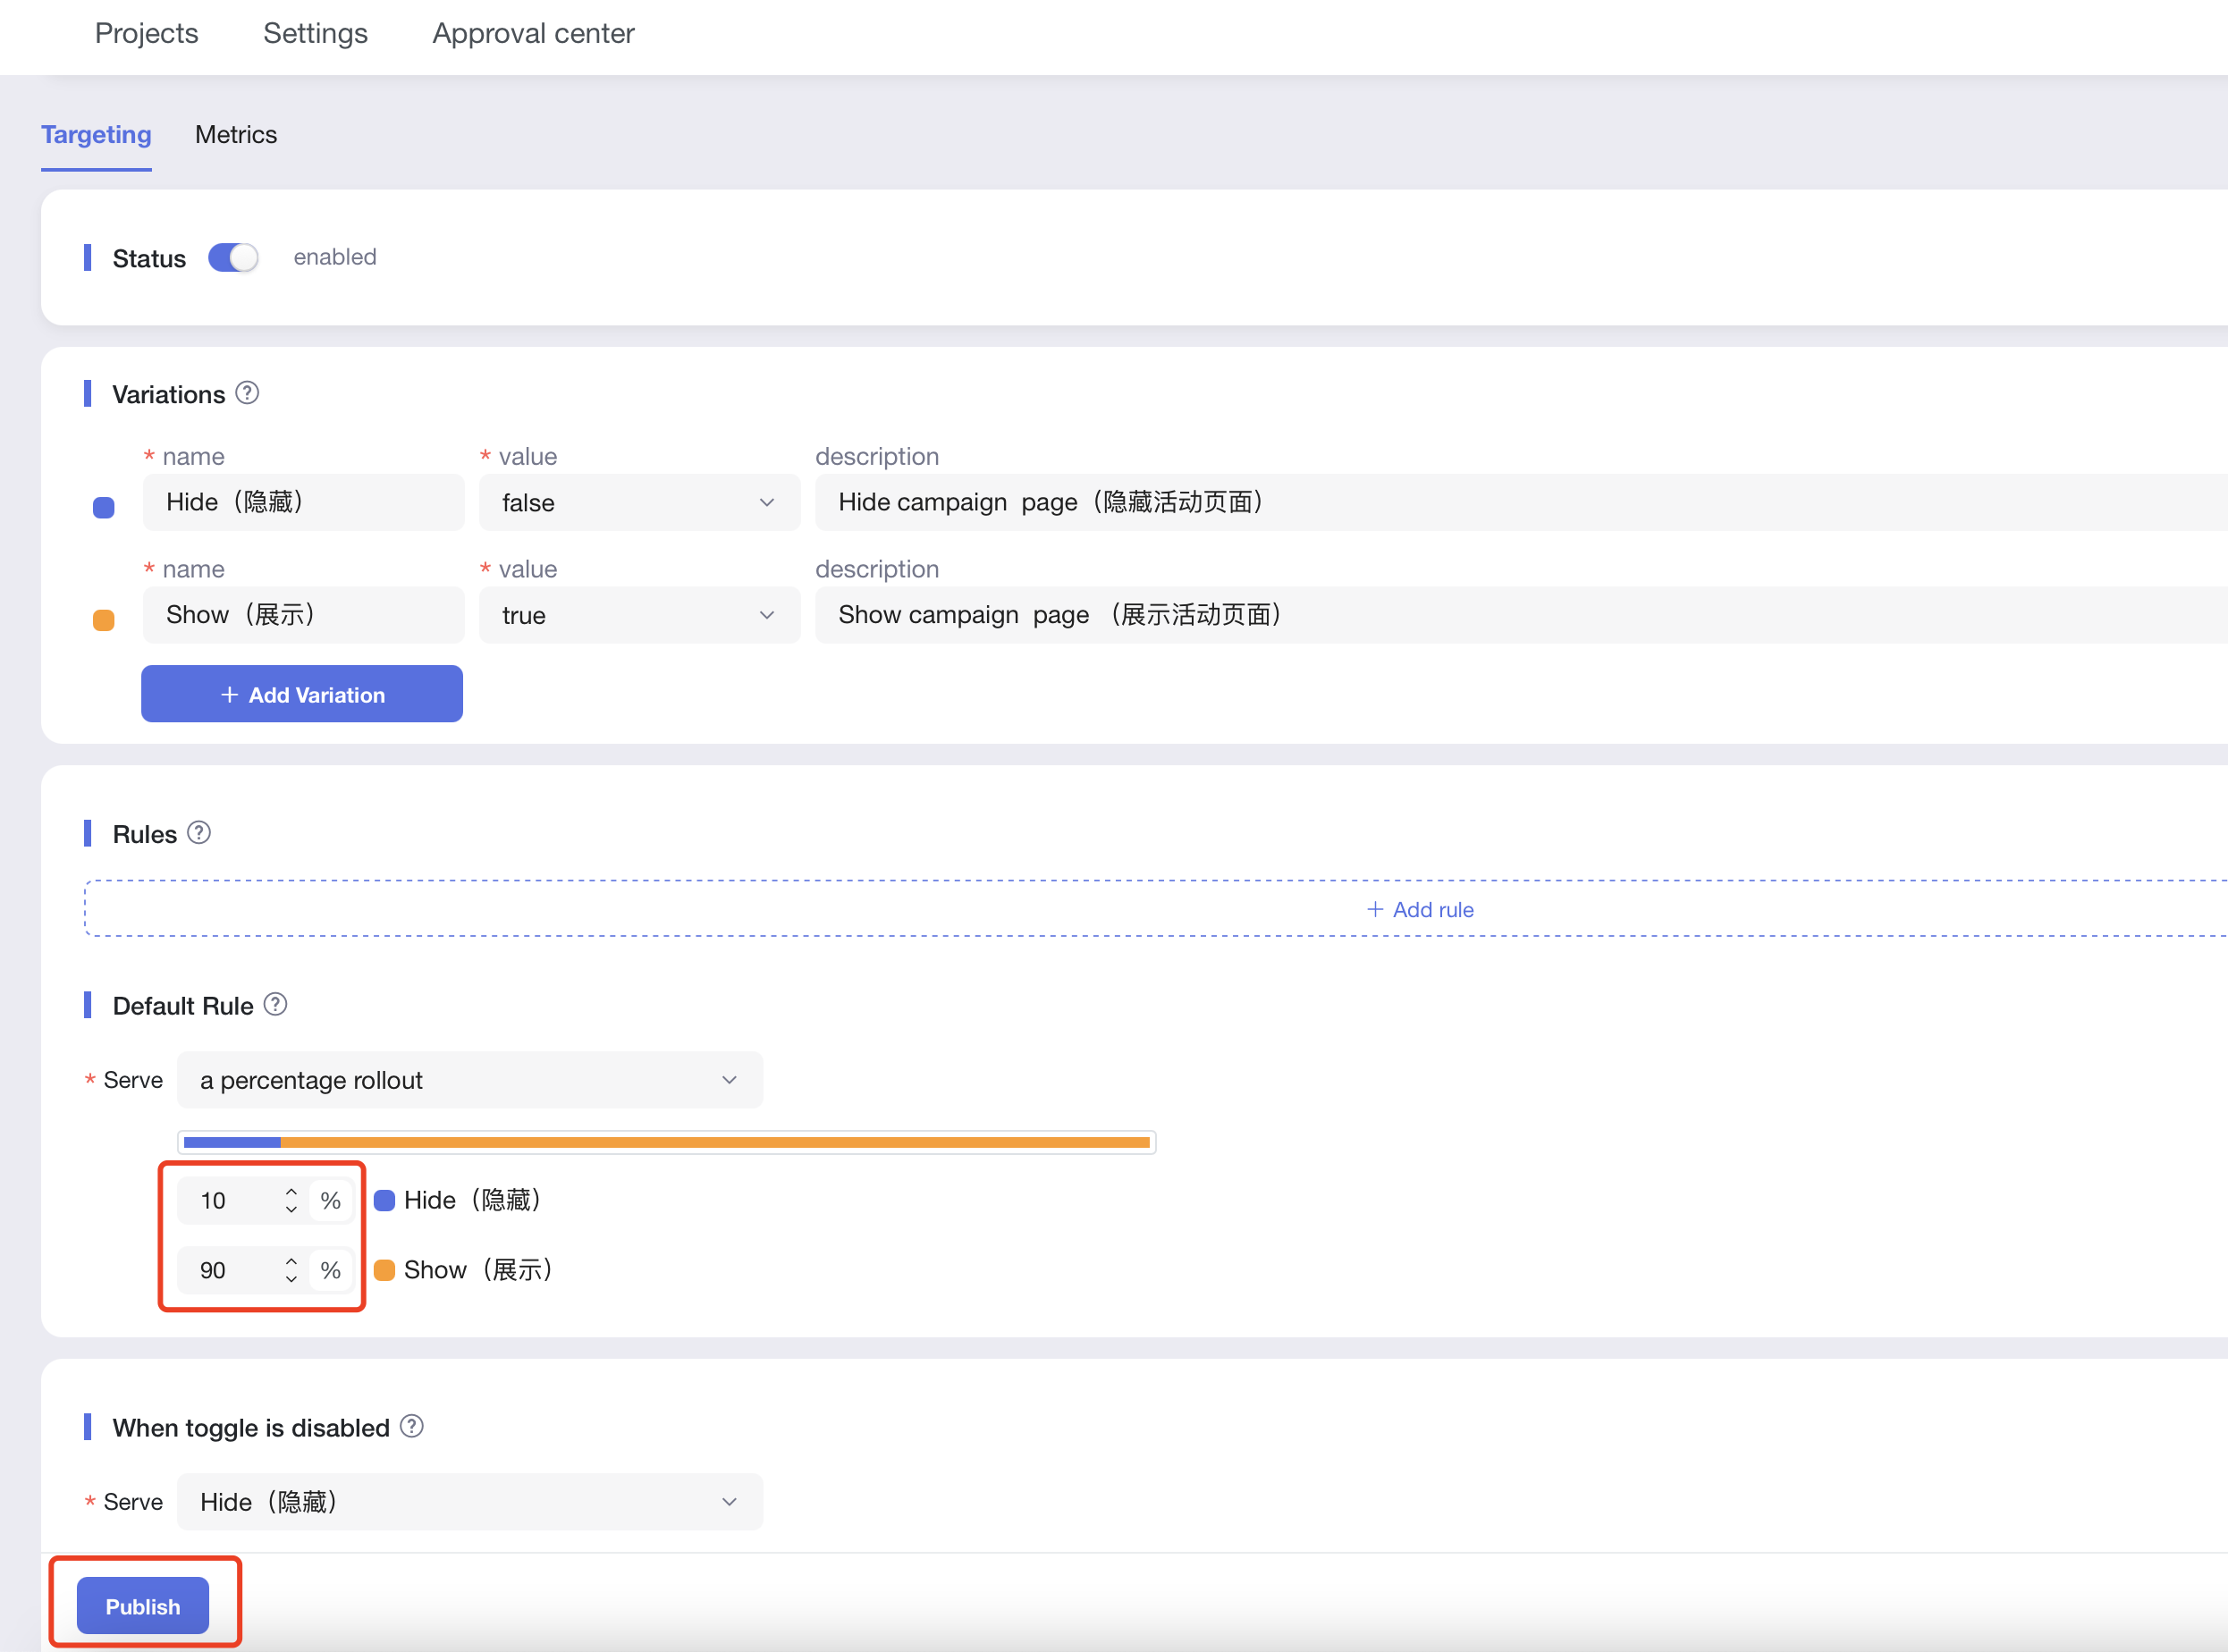 Projects Settings Approval center
Targeting Metrics
Status enabled
Variations ?
* name * value description
Hide（隐藏） false Hide campaign page（隐藏活动页面）
* name * value description
Show（展示） true Show campaign page （展示活动页面）
+ Add Variation
Rules ?
+ Add rule
Default Rule ?
* Serve a percentage rollout
10 % Hide（隐藏）
90 % Show（展示）
When toggle is disabled ?
* Serve Hide（隐藏）
Publish